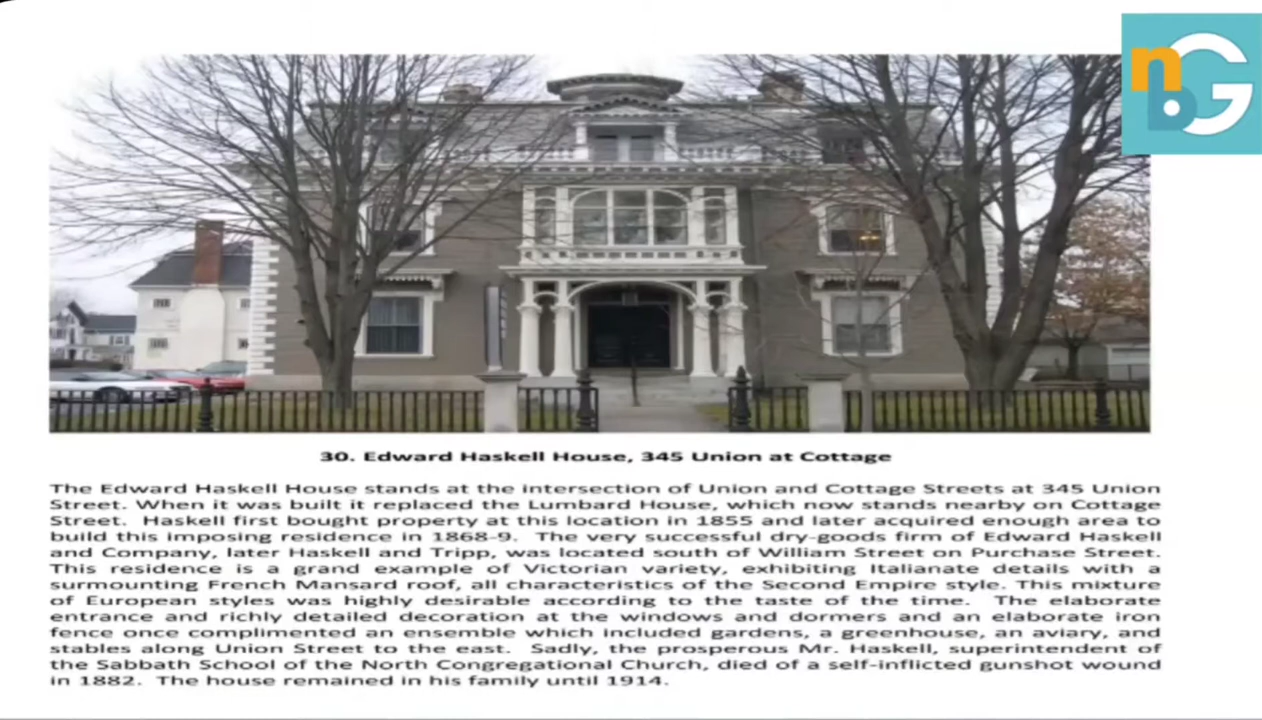 nbG
30. Edward Haskell House, 345 Union at Cottage
The Edward Haskell House stands at the intersection of Union and Cottage Streets at 345 Union
Street. When it was built it replaced the Lumbard House, which now stands nearby on Cottage
Street. Haskell first bought property at this location in 1855 and later acquired enough area to
build this imposing residence in 1868-9. The very successful dry-goods firm of Edward Haskell
and Company, later Haskell and Tripp, was located south of William Street on Purchase Street.
This residence is a grand example of Victorian variety, exhibiting Italianate details with a
surmounting French Mansard roof, all characteristics of the Second Empire style. This mixture
of European styles was highly desirable according to the taste of the time. The elaborate
entrance and richly detailed decoration at the windows and dormers and an elaborate iron
fence once complimented an ensemble which included gardens, a greenhouse, an aviary, and
stables along Union Street to the east. Sadly, the prosperous Mr. Haskell, superintendent of
the Sabbath School of the North Congregational Church, died of a self-inflicted gunshot wound
in 1882. The house remained in his family until 1914.